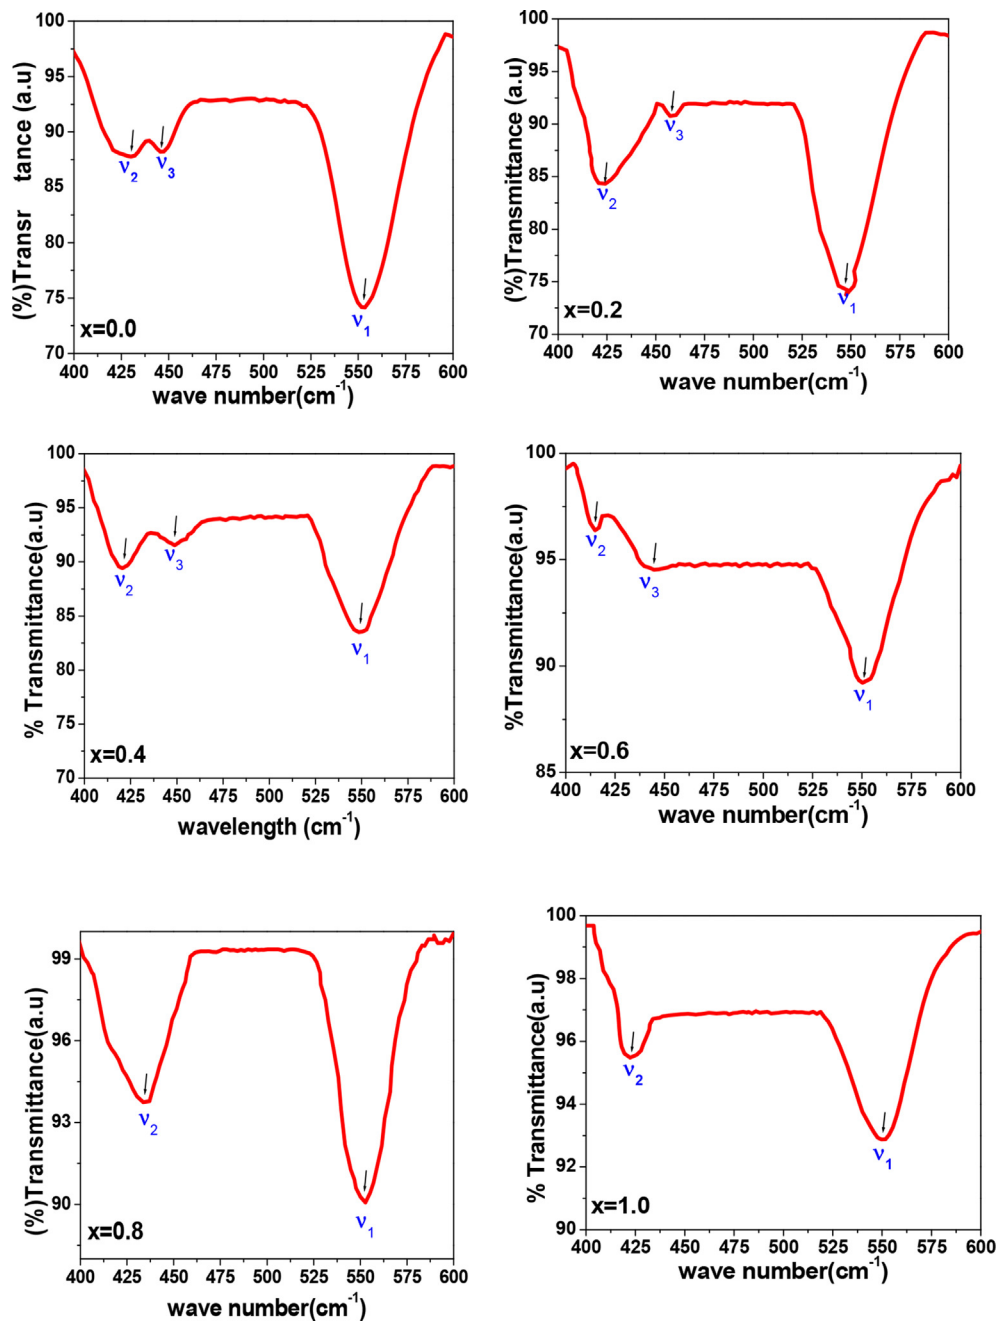 100
95
90
85
80
75
70
(%)Transr tance (a.u)
ν2
ν3
ν1
x=0.0
400 425 450 475 500 525 550 575 600
wave number(cm-1)
100
95
90
85
80
75
70
(%)Transmittance(a.u)
ν3
ν2
ν1
x=0.2
400 425 450 475 500 525 550 575 600
wave number(cm-1)
100
95
90
85
80
75
70
% Transmittance(a.u)
ν3
ν2
ν1
x=0.4
400 425 450 475 500 525 550 575 600
wavelength (cm-1)
100
95
90
85
%Transmittance(a.u)
ν2
ν3
ν1
x=0.6
400 425 450 475 500 525 550 575 600
wave number(cm-1)
99
96
93
90
(%)Transmittance(a.u)
ν2
ν1
x=0.8
400 425 450 475 500 525 550 575 600
wave number(cm-1)
100
98
96
94
92
90
% Transmittance(a.u)
ν2
ν1
x=1.0
400 425 450 475 500 525 550 575 600
wave number(cm-1)